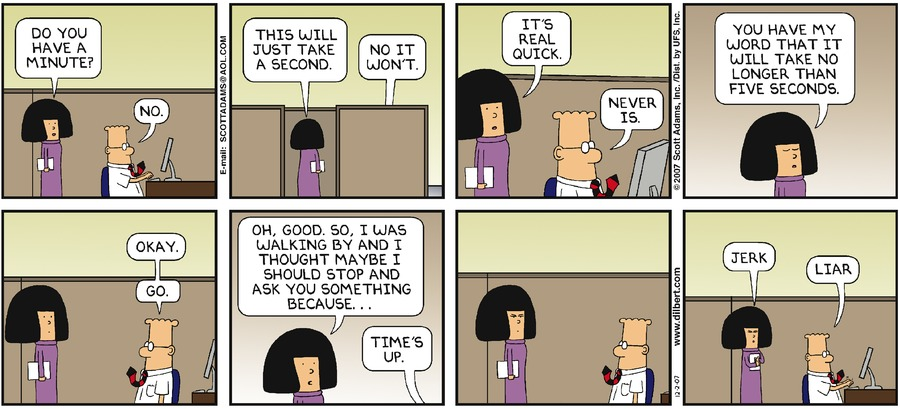 DO YOU
HAVE A
MINUTE?
NO.
E-mail: SCOTTADAMS@AOL.COM
THIS WILL
JUST TAKE
A SECOND.
NO IT
WON'T.
IT'S
REAL
QUICK.
NEVER
IS.
© 2007 Scott Adams, Inc./Dist. by UFS, Inc.
YOU HAVE MY
WORD THAT IT
WILL TAKE NO
LONGER THAN
FIVE SECONDS.
OKAY.
GO.
OH, GOOD. SO, I WAS
WALKING BY AND I
THOUGHT MAYBE I
SHOULD STOP AND
ASK YOU SOMETHING
BECAUSE...
TIME'S
UP.
12-2-07 www.dilbert.com
JERK
LIAR